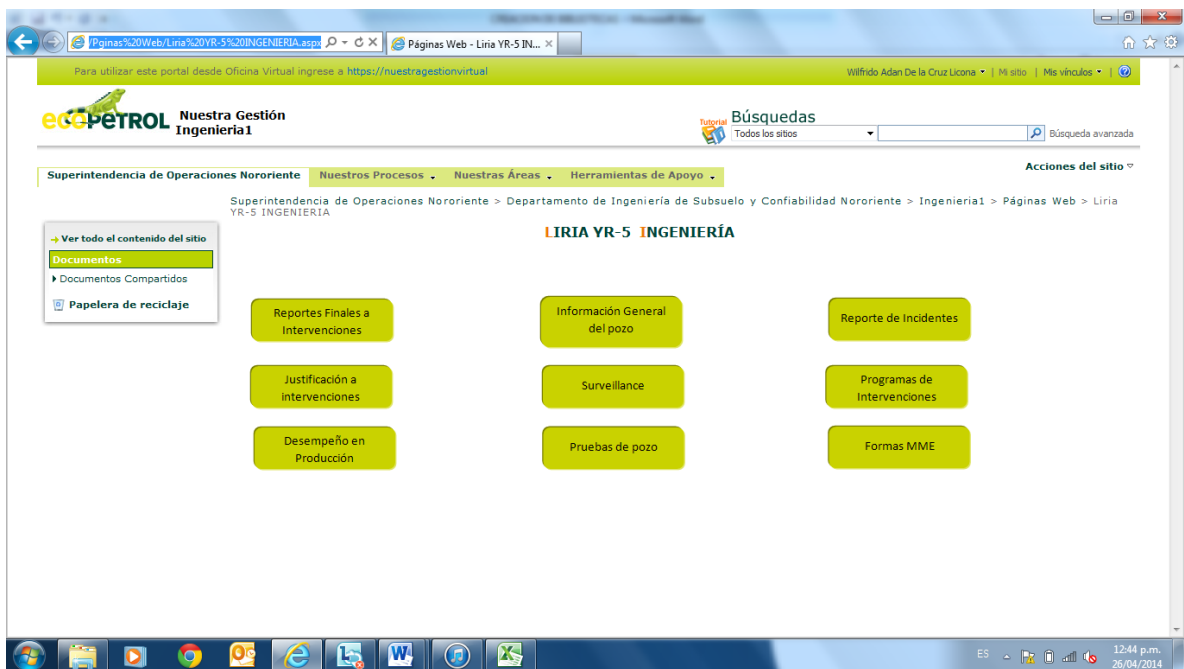 CREACION DE BIBLIOTECAS - Microsoft Word
/Pginas%20Web/Liria%20YR-5%20INGENIERIA.aspx
Páginas Web - Liria YR-5 IN...
Para utilizar este portal desde Oficina Virtual ingrese a https://nuestragestionvirtual
Wilfrido Adan De la Cruz Licona | Mi sitio | Mis vínculos |
ecopeTROL
Nuestra Gestión
Ingenieria1
Tutorial
Búsquedas
Todos los sitios
Búsqueda avanzada
Acciones del sitio
Superintendencia de Operaciones Nororiente Nuestros Procesos Nuestras Áreas Herramientas de Apoyo
Superintendencia de Operaciones Nororiente > Departamento de Ingeniería de Subsuelo y Confiabilidad Nororiente > Ingenieria1 > Páginas Web > Liria
YR-5 INGENIERIA
Ver todo el contenido del sitio
Documentos
Documentos Compartidos
Papelera de reciclaje
LIRIA YR-5 INGENIERÍA
Reportes Finales a
Intervenciones
Información General
del pozo
Reporte de Incidentes
Justificación a
intervenciones
Surveillance
Programas de
Intervenciones
Desempeño en
Producción
Pruebas de pozo
Formas MME
ES
12:44 p.m.
26/04/2014